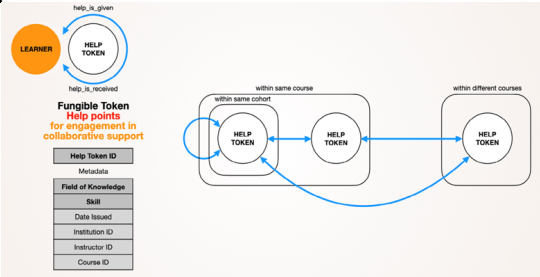 help_is_given
LEARNER
HELP
TOKEN
help_is_received
Fungible Token
Help points
for engagement in
collaborative support
Help Token ID
Metadata
Field of Knowledge
Skill
Date Issued
Institution ID
Instructor ID
Course ID
within same course
within same cohort
HELP
TOKEN
HELP
TOKEN
within different courses
HELP
TOKEN